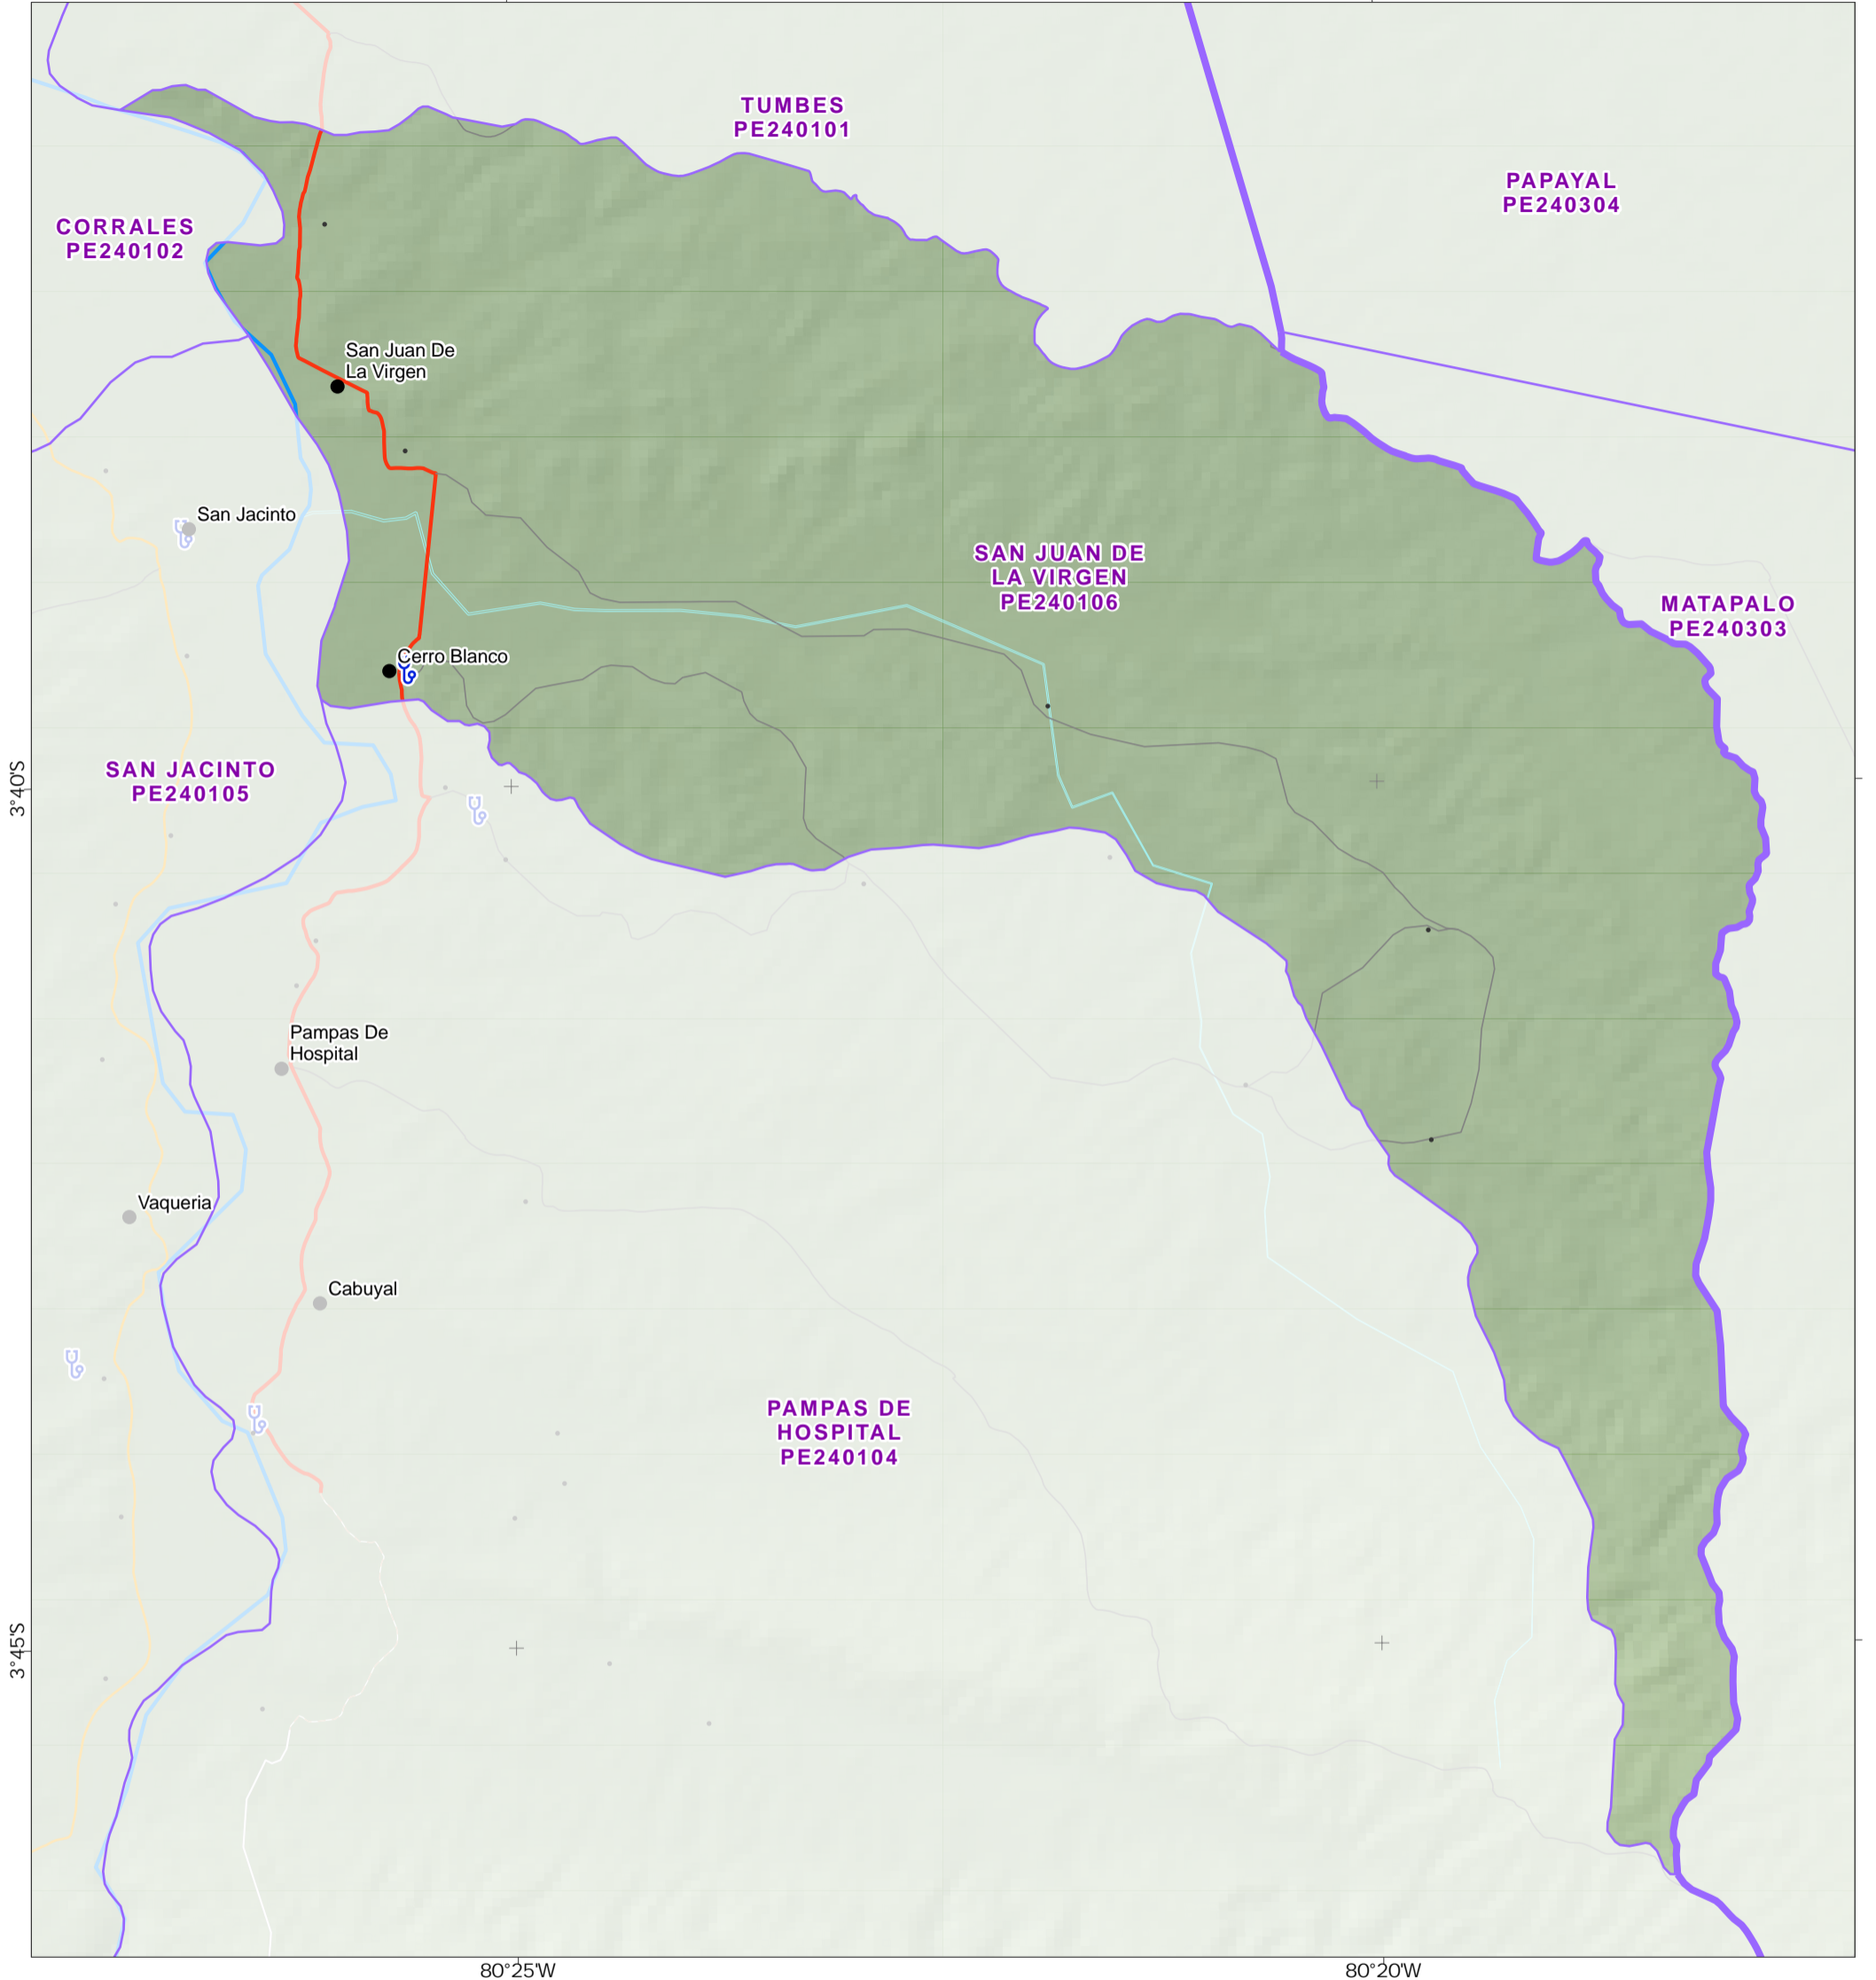 TUMBES
PE240101
PAPAYAL
PE240304
CORRALES
PE240102
San Juan De
La Virgen
San Jacinto
SAN JUAN DE
LA VIRGEN
PE240106
MATAPALO
PE240303
Cerro Blanco
SAN JACINTO
PE240105
3°40'S
Pampas De
Hospital
Vaqueria
Cabuyal
PAMPAS DE
HOSPITAL
PE240104
3°45'S
80°25'W
80°20'W